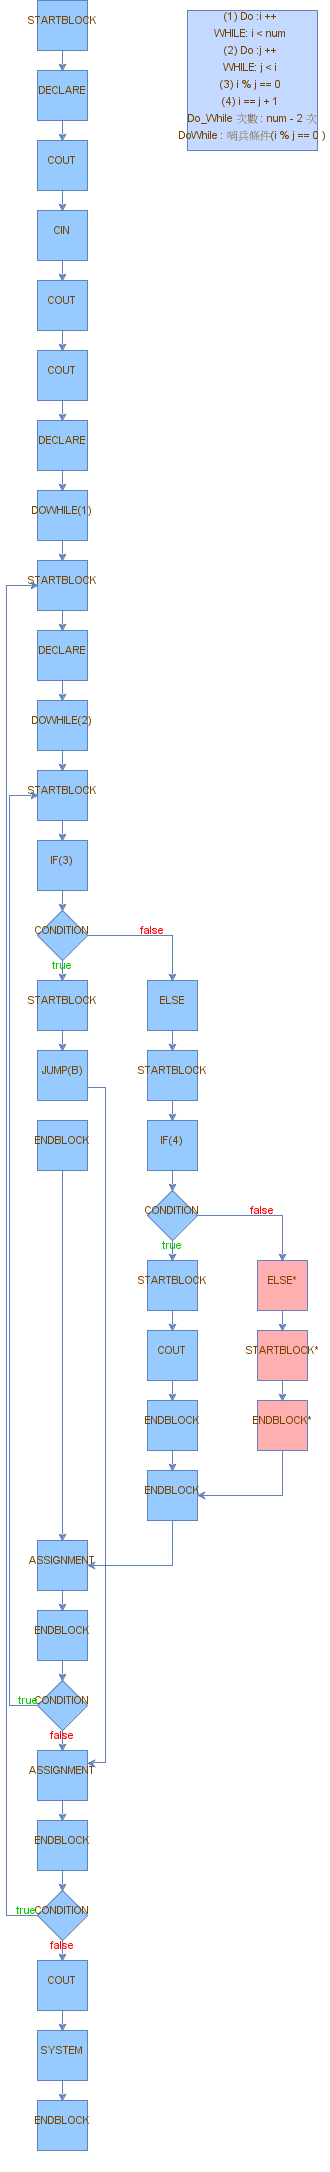 STARTBLOCK
(1) Do :i ++
WHILE: i < num
(2) Do :j ++
WHILE: j < i
(3) i % j == 0
(4) i == j + 1
Do_While 次數 : num - 2 次
DoWhile : 哨兵條件(i % j == 0 )
DECLARE
COUT
CIN
COUT
COUT
DECLARE
DOWHILE(1)
STARTBLOCK
DECLARE
DOWHILE(2)
STARTBLOCK
IF(3)
CONDITION
false
true
STARTBLOCK
ELSE
JUMP(B)
STARTBLOCK
ENDBLOCK
IF(4)
CONDITION
false
true
STARTBLOCK
ELSE*
COUT
STARTBLOCK*
ENDBLOCK
ENDBLOCK*
ENDBLOCK
ASSIGNMENT
ENDBLOCK
true
CONDITION
false
ASSIGNMENT
ENDBLOCK
true
CONDITION
false
COUT
SYSTEM
ENDBLOCK